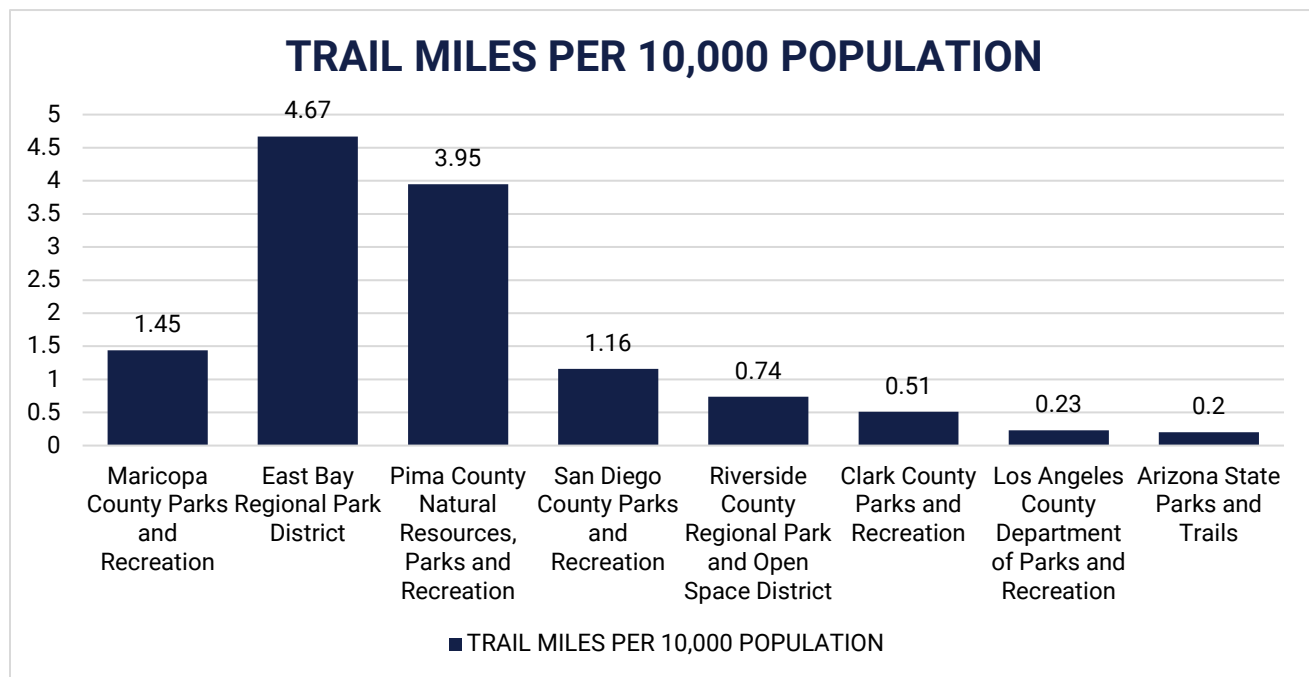 TRAIL MILES PER 10,000 POPULATION
5
4.5
4
3.5
3
2.5
2
1.5
1
0.5
0
1.45
4.67
3.95
1.16
0.74
0.51
0.23
0.2
Maricopa
County Parks
and
Recreation
East Bay
Regional Park
District
Pima County
Natural
Resources,
Parks and
Recreation
San Diego
County Parks
and
Recreation
Riverside
County
Regional Park
and Open
Space District
Clark County
Parks and
Recreation
Los Angeles
County
Department
of Parks and
Recreation
Arizona State
Parks and
Trails
TRAIL MILES PER 10,000 POPULATION